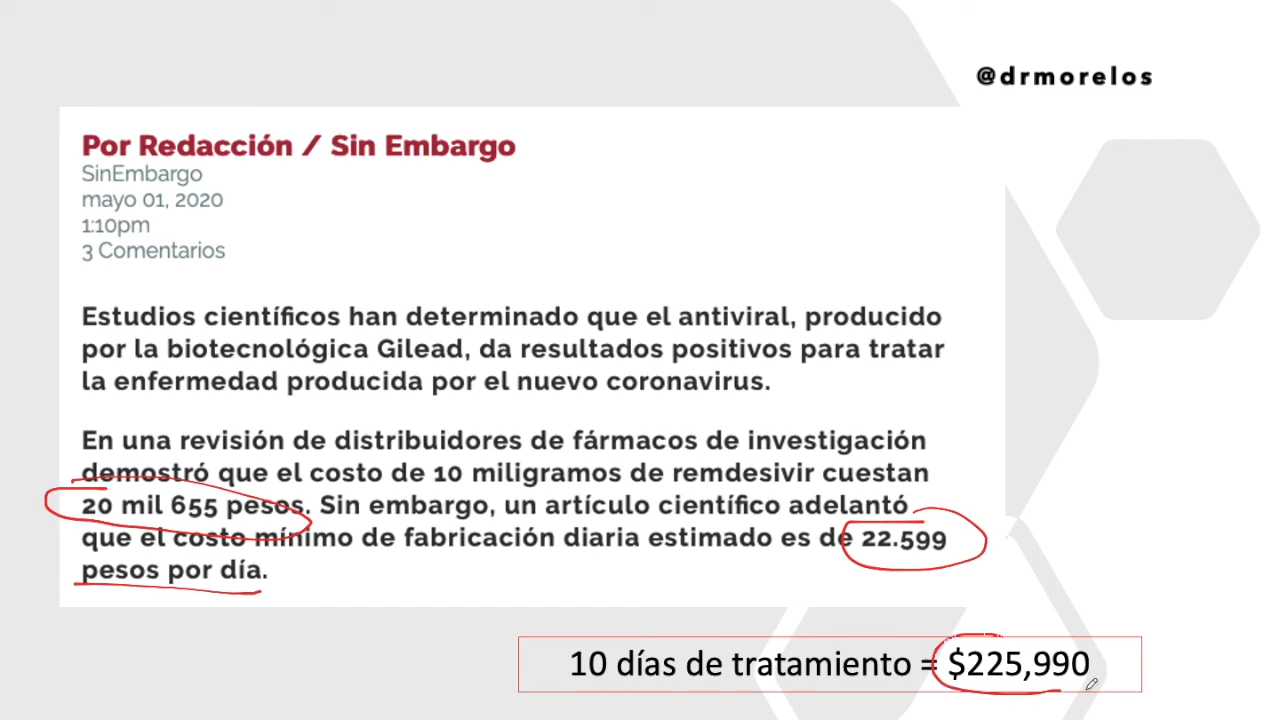 @drmorelos
Por Redacción / Sin Embargo
SinEmbargo
mayo 01, 2020
1:10pm
3 Comentarios
Estudios científicos han determinado que el antiviral, producido
por la biotecnológica Gilead, da resultados positivos para tratar
la enfermedad producida por el nuevo coronavirus.
En una revisión de distribuidores de fármacos de investigación
demostró que el costo de 10 miligramos de remdesivir cuestan
20 mil 655 pesos. Sin embargo, un artículo científico adelantó
que el costo mínimo de fabricación diaria estimado es de 22.599
pesos por día.
10 días de tratamiento = $225,990